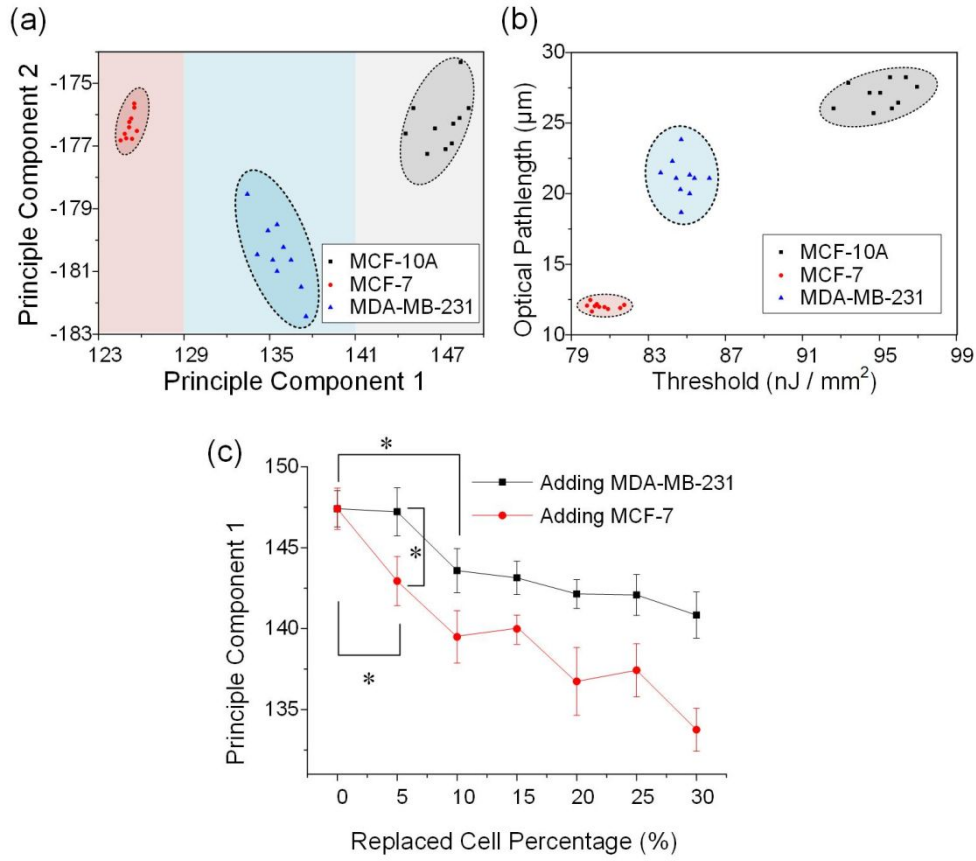 (a)
Principle Component 2
-175
-177
-179
-181
-183
MCF-10A
MCF-7
MDA-MB-231
123 129 135 141 147
Principle Component 1
(b)
Optical Pathlength (μm)
30
25
20
15
10
MCF-10A
MCF-7
MDA-MB-231
79 83 87 91 95 99
Threshold (nJ / mm²)
(c)
Principle Component 1
150
145
140
135
*
*
*
Adding MDA-MB-231
Adding MCF-7
0 5 10 15 20 25 30
Replaced Cell Percentage (%)